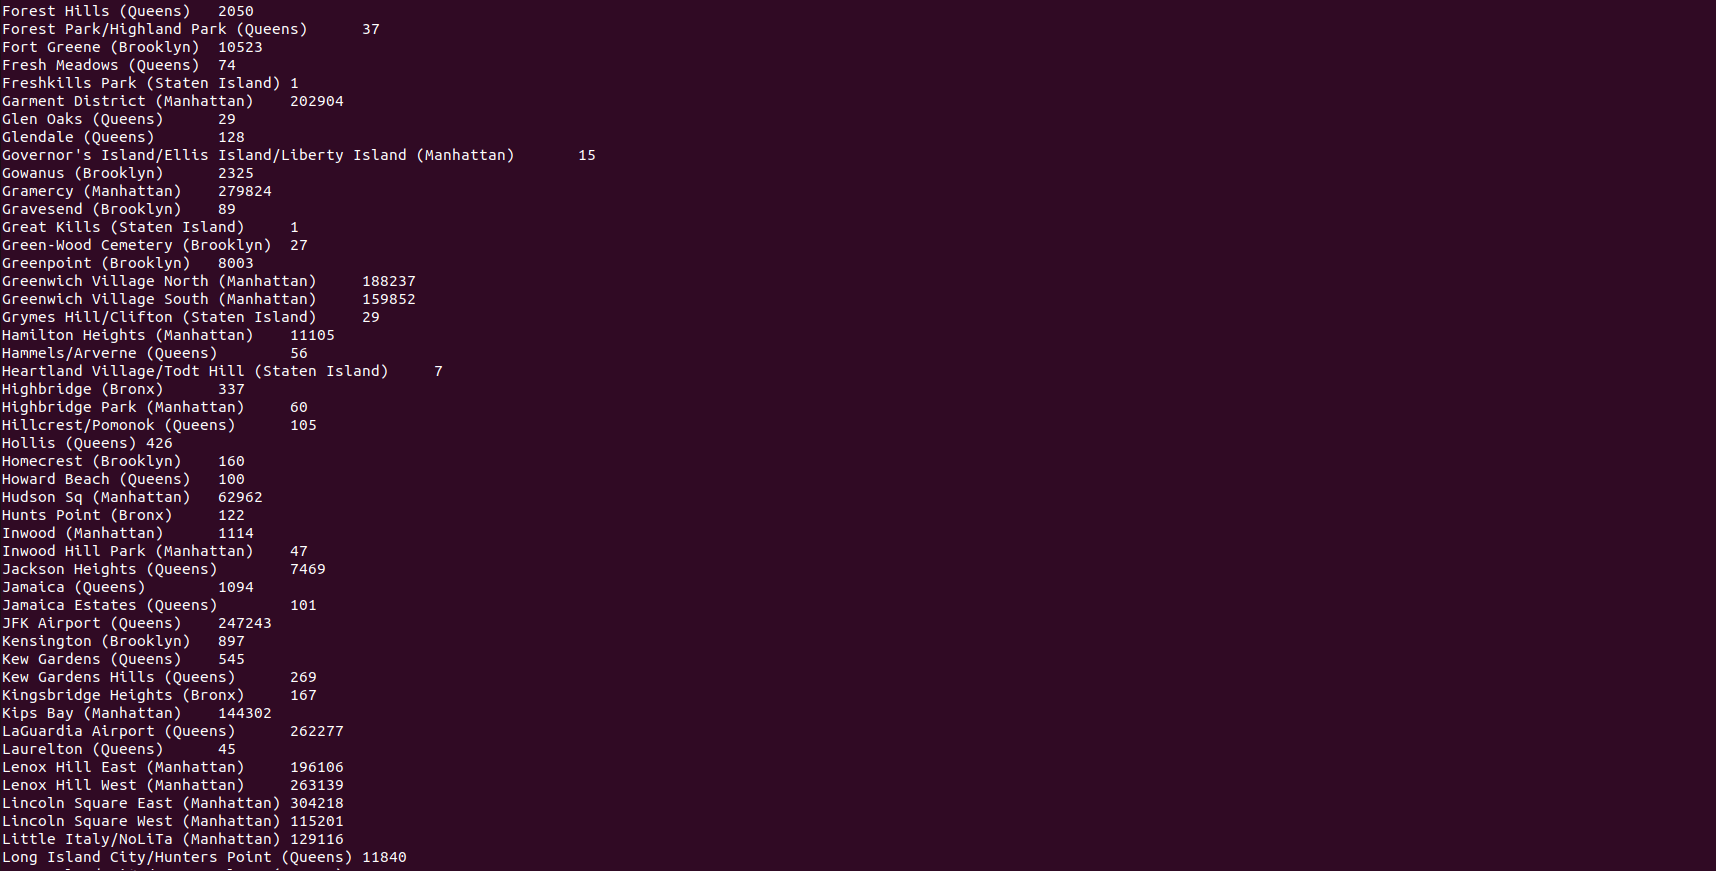 Forest Hills (Queens)	2050
Forest Park/Highland Park (Queens)	37
Fort Greene (Brooklyn)	10523
Fresh Meadows (Queens)	74
Freshkills Park (Staten Island)	1
Garment District (Manhattan)	202904
Glen Oaks (Queens)	29
Glendale (Queens)	128
Governor's Island/Ellis Island/Liberty Island (Manhattan)	15
Gowanus (Brooklyn)	2325
Gramercy (Manhattan)	279824
Gravesend (Brooklyn)	89
Great Kills (Staten Island)	1
Green-Wood Cemetery (Brooklyn)	27
Greenpoint (Brooklyn)	8003
Greenwich Village North (Manhattan)	188237
Greenwich Village South (Manhattan)	159852
Grymes Hill/Clifton (Staten Island)	29
Hamilton Heights (Manhattan)	11105
Hammels/Arverne (Queens)	56
Heartland Village/Todt Hill (Staten Island)	7
Highbridge (Bronx)	337
Highbridge Park (Manhattan)	60
Hillcrest/Pomonok (Queens)	105
Hollis (Queens)	426
Homecrest (Brooklyn)	160
Howard Beach (Queens)	100
Hudson Sq (Manhattan)	62962
Hunts Point (Bronx)	122
Inwood (Manhattan)	1114
Inwood Hill Park (Manhattan)	47
Jackson Heights (Queens)	7469
Jamaica (Queens)	1094
Jamaica Estates (Queens)	101
JFK Airport (Queens)	247243
Kensington (Brooklyn)	897
Kew Gardens (Queens)	545
Kew Gardens Hills (Queens)	269
Kingsbridge Heights (Bronx)	167
Kips Bay (Manhattan)	144302
LaGuardia Airport (Queens)	262277
Laurelton (Queens)	45
Lenox Hill East (Manhattan)	196106
Lenox Hill West (Manhattan)	263139
Lincoln Square East (Manhattan)	304218
Lincoln Square West (Manhattan)	115201
Little Italy/NoLiTa (Manhattan)	129116
Long Island City/Hunters Point (Queens)	11840